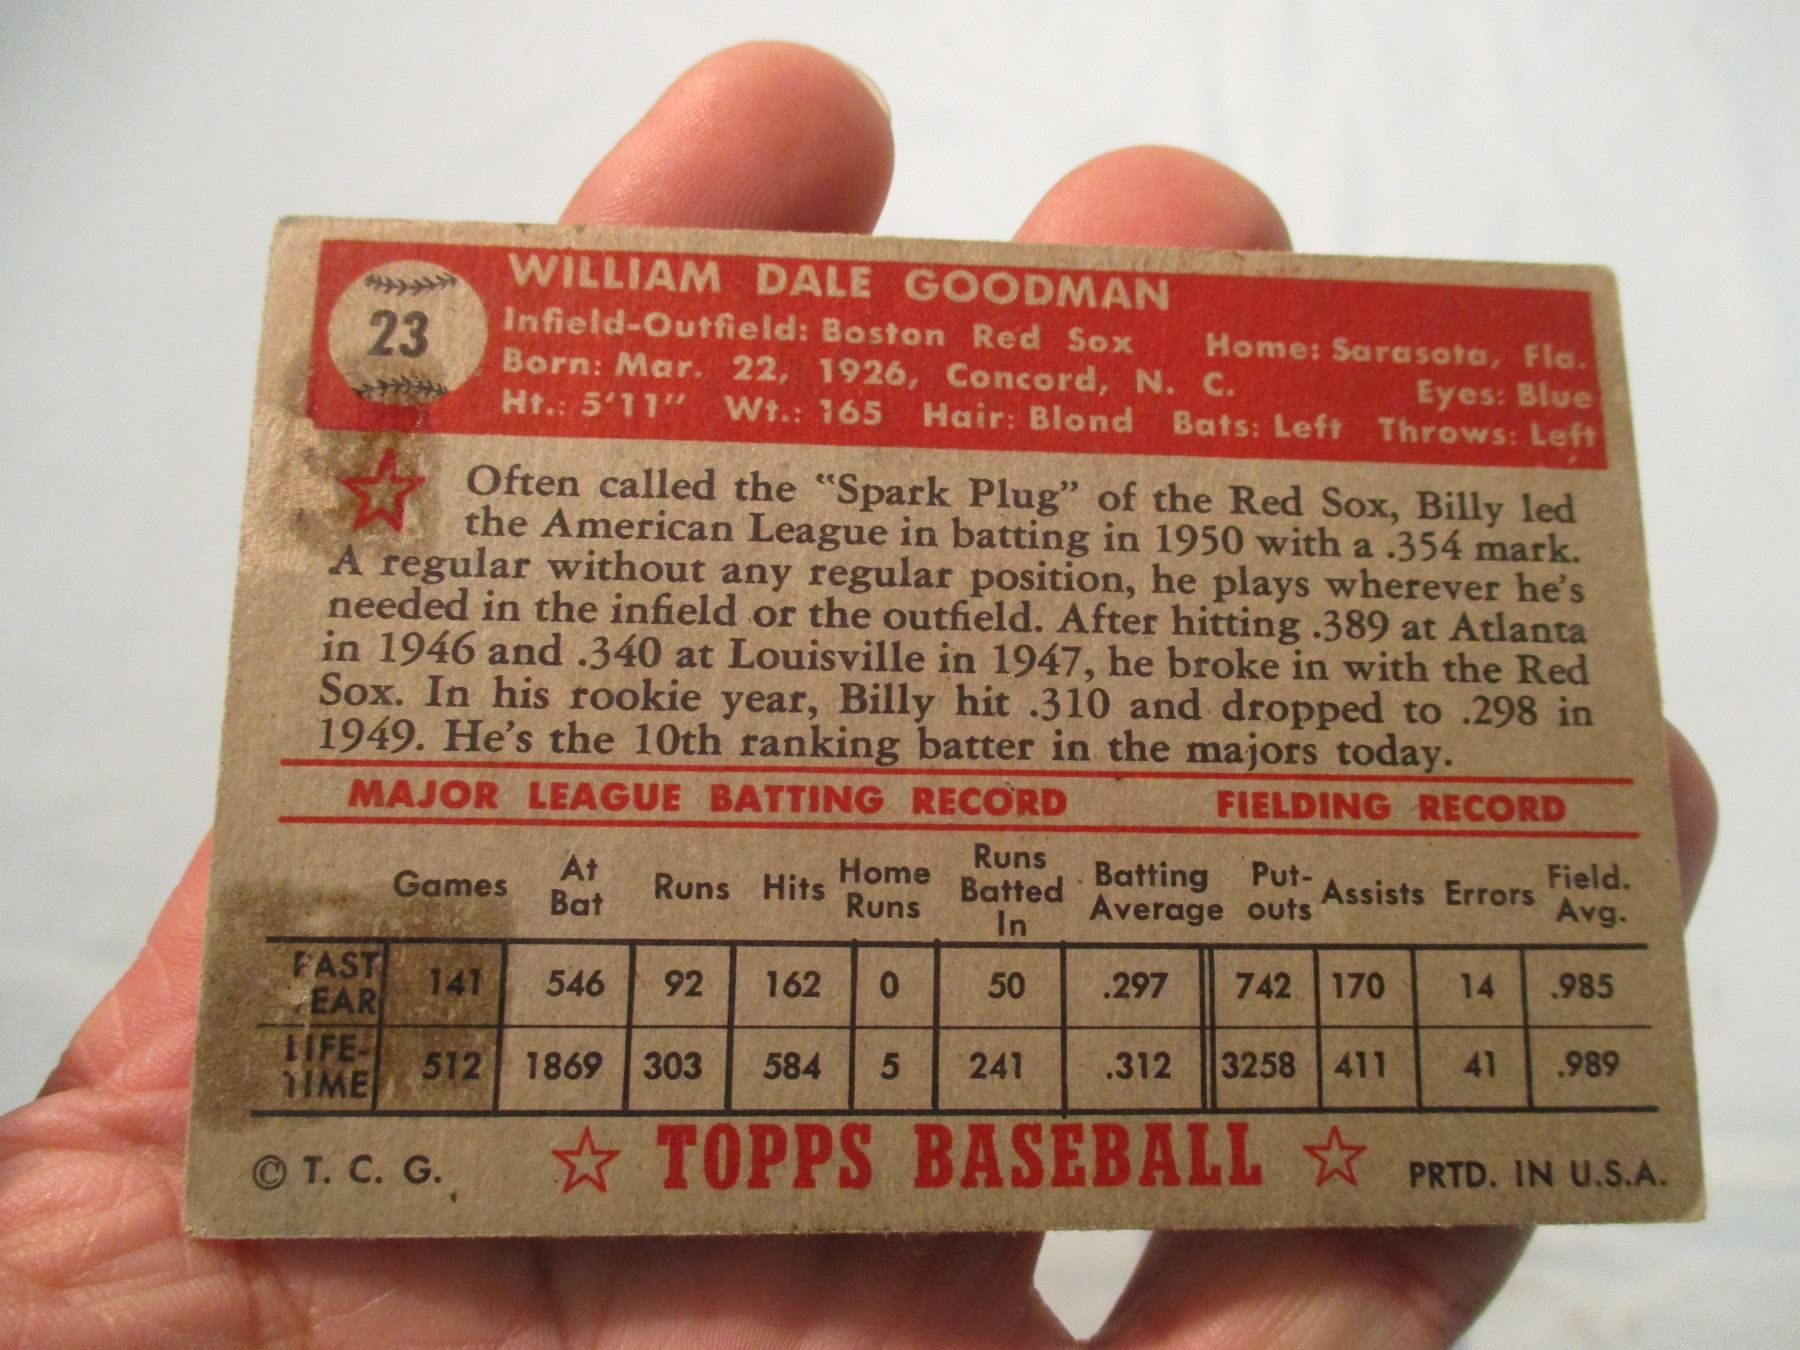 23
WILLIAM DALE GOODMAN
Infield-Outfield: Boston Red Sox Home: Sarasota, Fla.
Born: Mar. 22, 1926, Concord, N. C. Eyes: Blue
Ht.: 5'11" Wt.: 165 Hair: Blond Bats: Left Throws: Left
Often called the "Spark Plug" of the Red Sox, Billy led
the American League in batting in 1950 with a .354 mark.
A regular without any regular position, he plays wherever he's
needed in the infield or the outfield. After hitting .389 at Atlanta
in 1946 and .340 at Louisville in 1947, he broke in with the Red
Sox. In his rookie year, Billy hit .310 and dropped to .298 in
1949. He's the 10th ranking batter in the majors today.
MAJOR LEAGUE BATTING RECORD FIELDING RECORD
Games At Bat Runs Hits Home Runs Runs Batted In Batting Average Put-outs Assists Errors Field. Avg.
PAST YEAR 141 546 92 162 0 50 .297 742 170 14 .985
LIFE-TIME 512 1869 303 584 5 241 .312 3258 411 41 .989
© T. C. G. TOPPS BASEBALL PRTD. IN U.S.A.